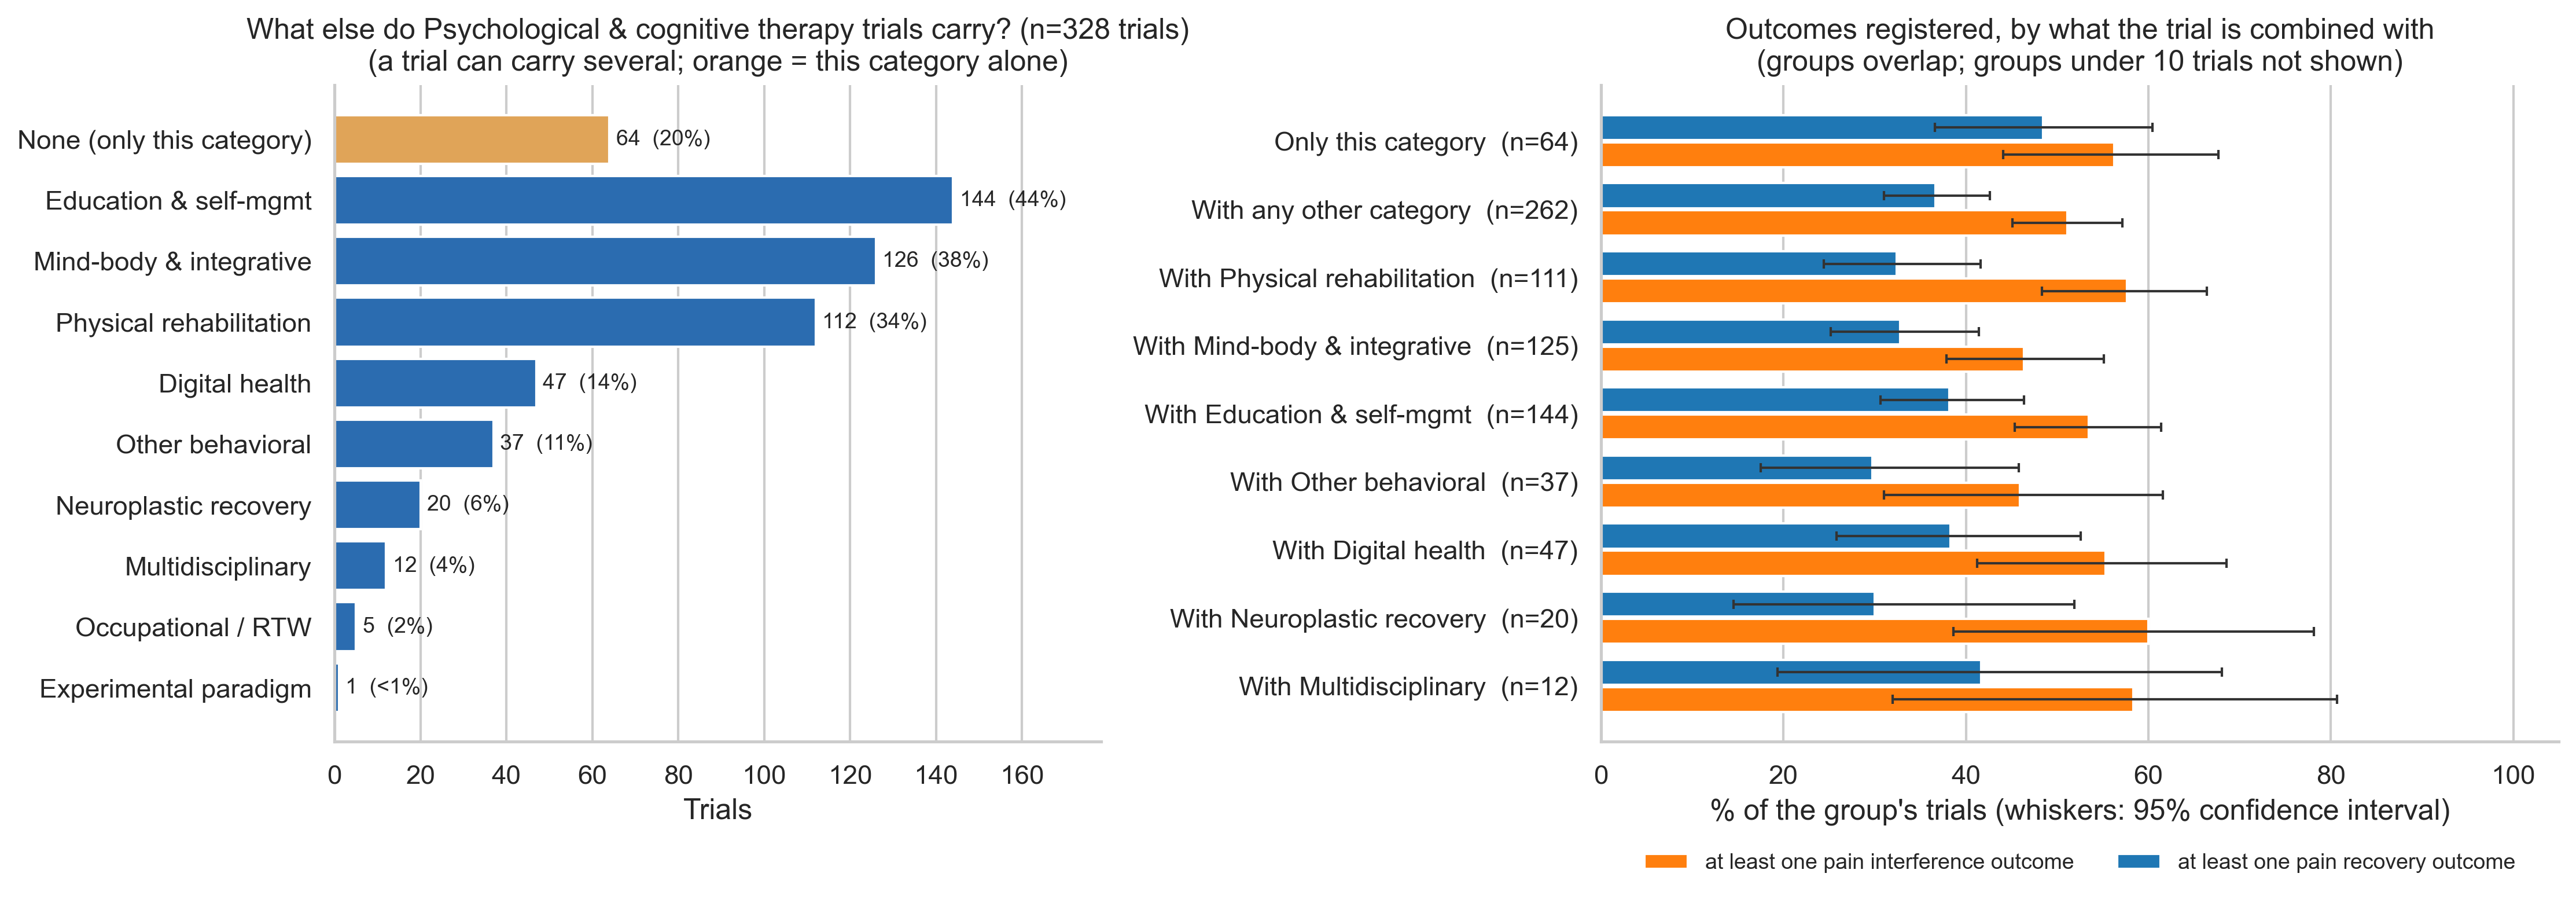 What else do Psychological & cognitive therapy trials carry? (n=328 trials)
(a trial can carry several; orange = this category alone)
None (only this category)
64 (20%)
Education & self-mgmt
144 (44%)
Mind-body & integrative
126 (38%)
Physical rehabilitation
112 (34%)
Digital health
47 (14%)
Other behavioral
37 (11%)
Neuroplastic recovery
20 (6%)
Multidisciplinary
12 (4%)
Occupational / RTW
5 (2%)
Experimental paradigm
1 (<1%)
0 20 40 60 80 100 120 140 160
Trials
Outcomes registered, by what the trial is combined with
(groups overlap; groups under 10 trials not shown)
Only this category (n=64)
With any other category (n=262)
With Physical rehabilitation (n=111)
With Mind-body & integrative (n=125)
With Education & self-mgmt (n=144)
With Other behavioral (n=37)
With Digital health (n=47)
With Neuroplastic recovery (n=20)
With Multidisciplinary (n=12)
0 20 40 60 80 100
% of the group's trials (whiskers: 95% confidence interval)
at least one pain interference outcome
at least one pain recovery outcome